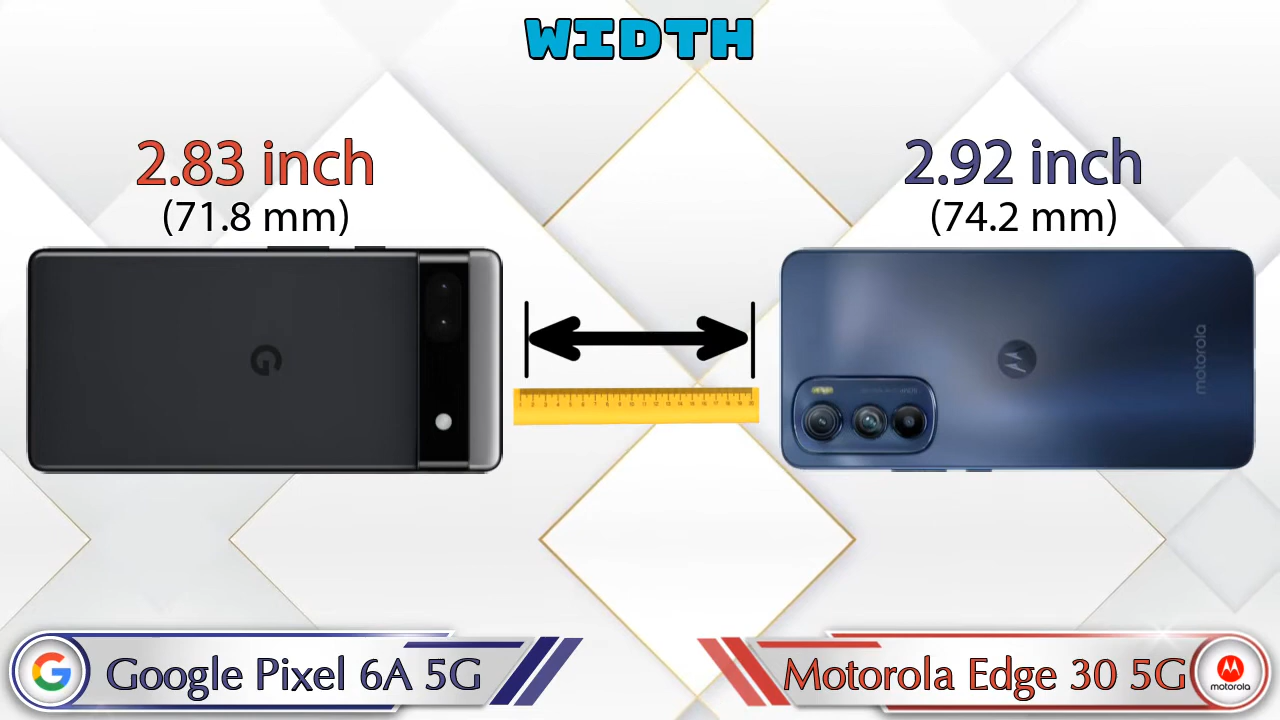 WIDTH
2.83 inch
(71.8 mm)
2.92 inch
(74.2 mm)
motorola
Google Pixel 6A 5G
Motorola Edge 30 5G
motorola